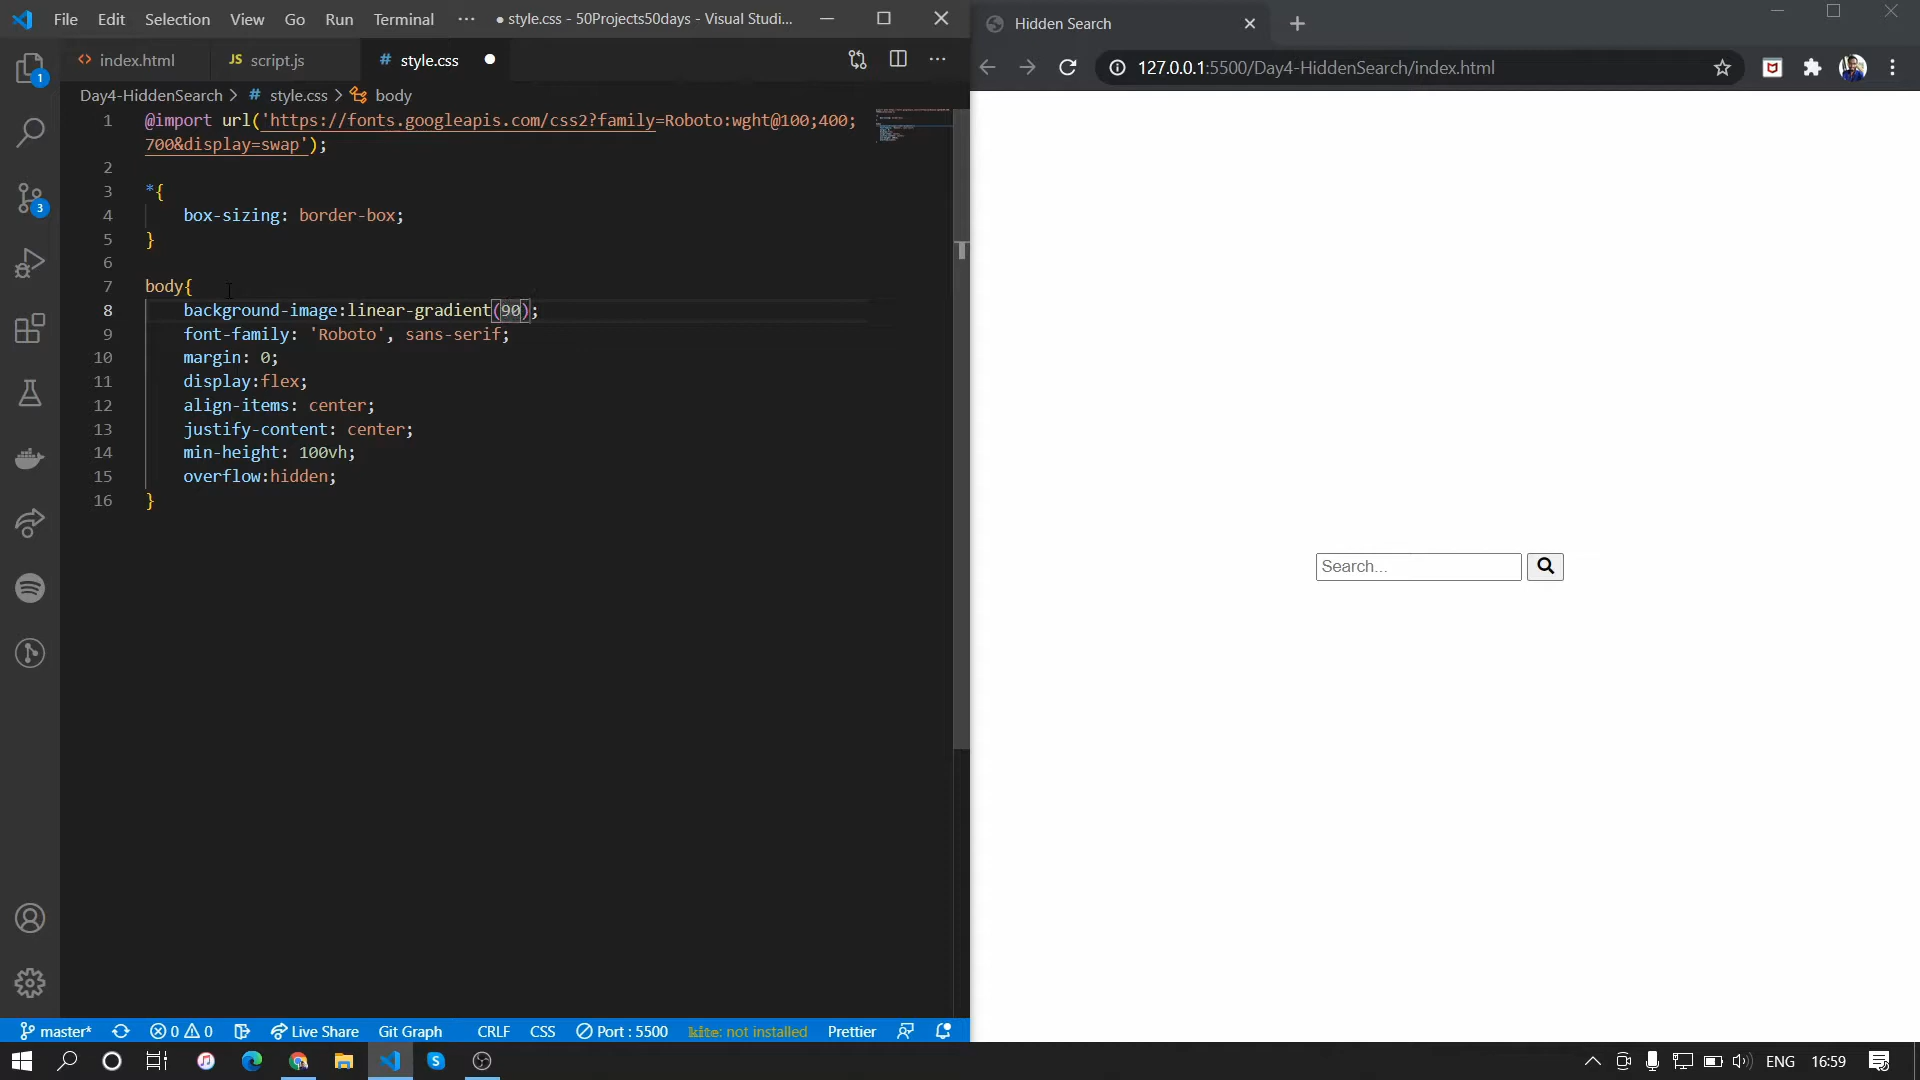 File Edit Selection View Go Run Terminal ··· ● style.css - 50Projects50days - Visual Studi...
index.html JS script.js # style.css ●
Day4-HiddenSearch > # style.css > body
1 @import url('https://fonts.googleapis.com/css2?family=Roboto:wght@100;400;
700&display=swap');
2
3 *{
4 box-sizing: border-box;
5 }
6
7 body{
8 background-image:linear-gradient(90);
9 font-family: 'Roboto', sans-serif;
10 margin: 0;
11 display:flex;
12 align-items: center;
13 justify-content: center;
14 min-height: 100vh;
15 overflow:hidden;
16 }
1
3
master* 0 0 Live Share Git Graph CRLF CSS Port : 5500 kite: not installed Prettier
Hidden Search
127.0.0.1:5500/Day4-HiddenSearch/index.html
Search...
ENG 16:59